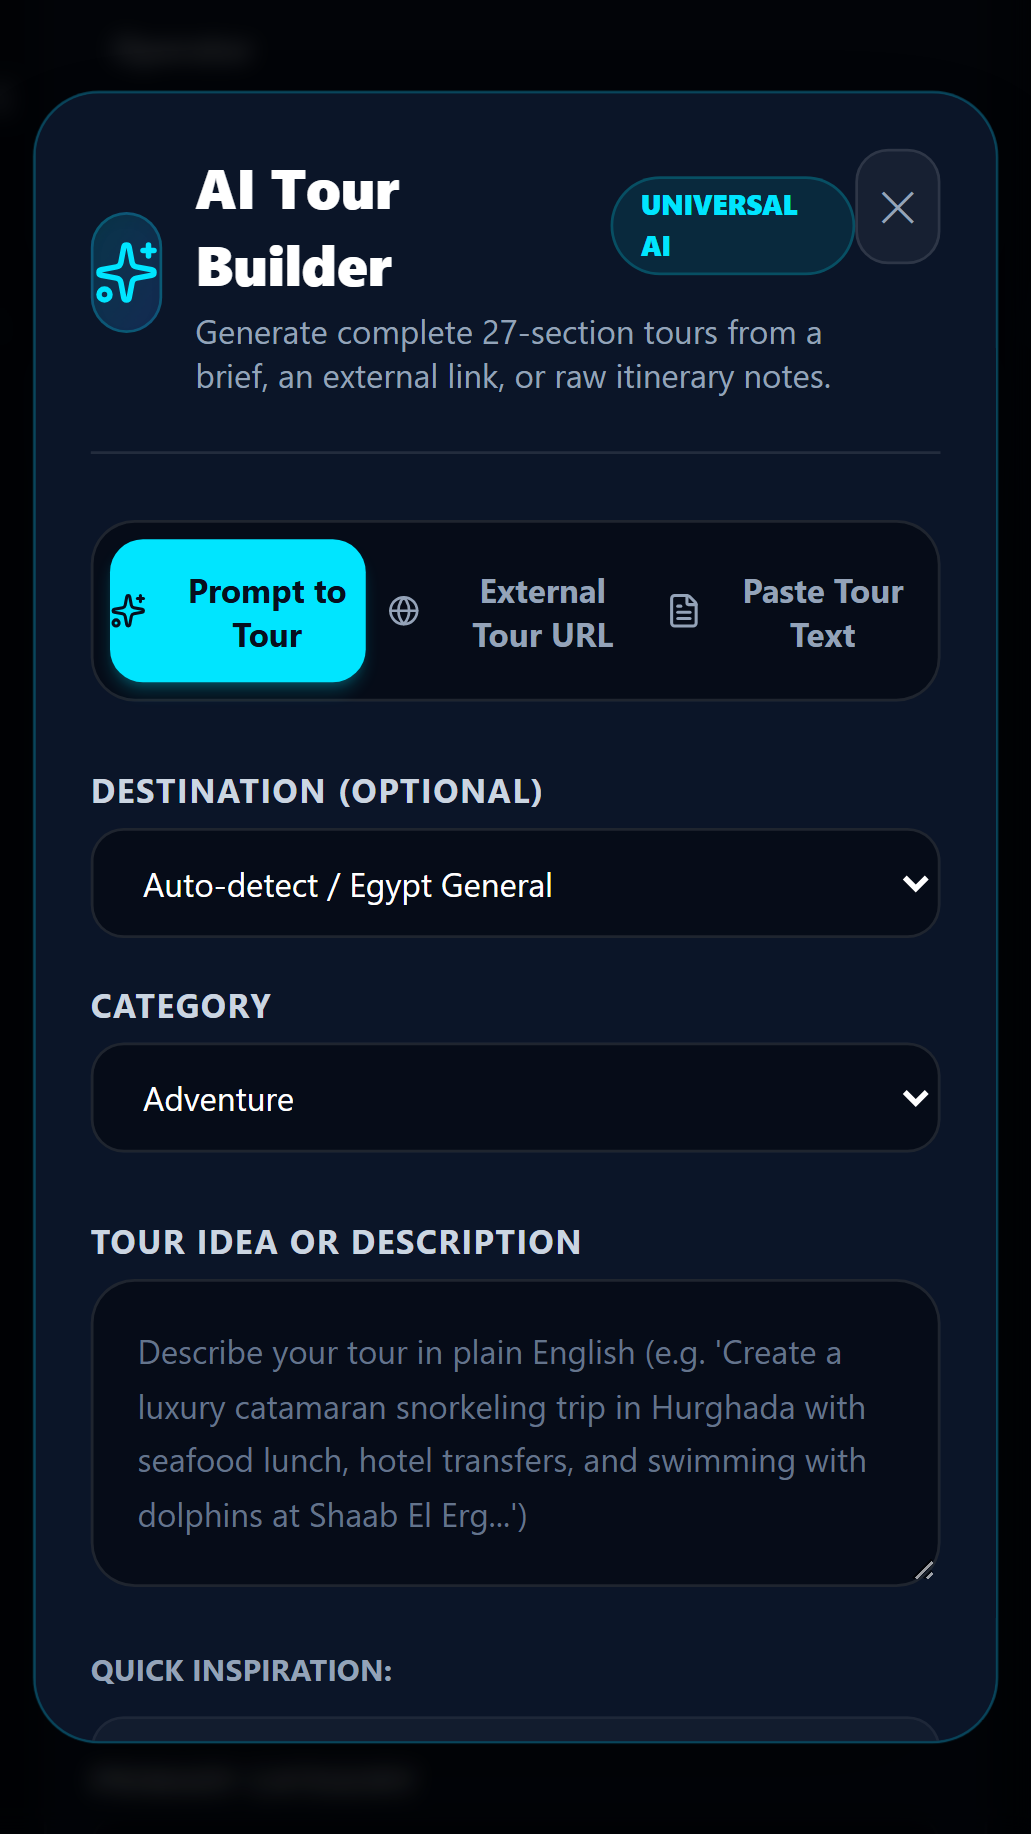 AI Tour
Builder
UNIVERSAL
AI
Generate complete 27-section tours from a
brief, an external link, or raw itinerary notes.
Prompt to
Tour
External
Tour URL
Paste Tour
Text
DESTINATION (OPTIONAL)
Auto-detect / Egypt General
CATEGORY
Adventure
TOUR IDEA OR DESCRIPTION
Describe your tour in plain English (e.g. 'Create a
luxury catamaran snorkeling trip in Hurghada with
seafood lunch, hotel transfers, and swimming with
dolphins at Shaab El Erg...')
QUICK INSPIRATION: